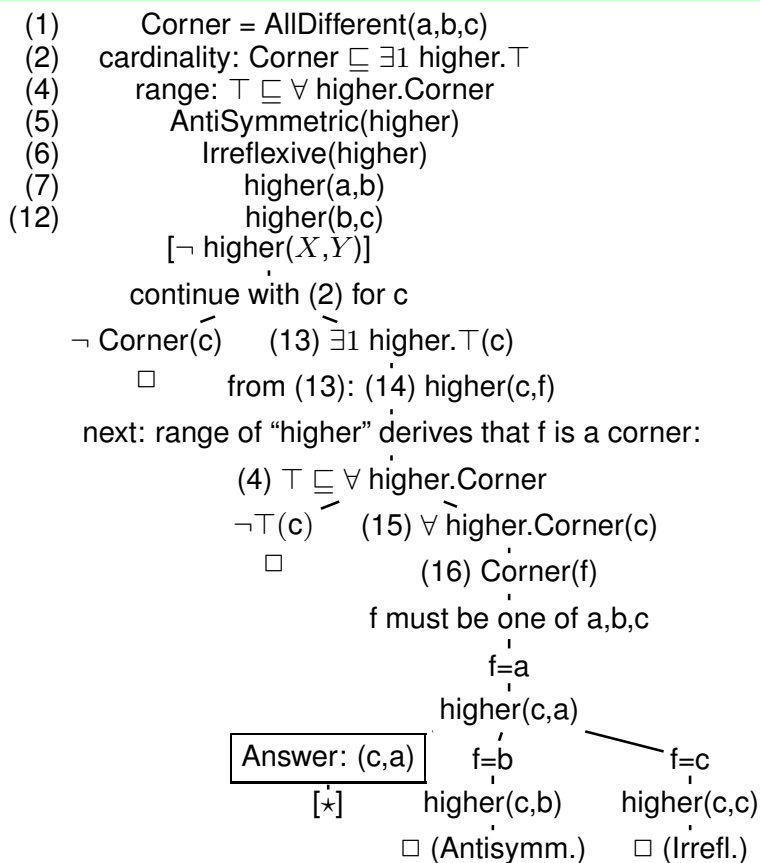 (1) Corner = AllDifferent(a,b,c)
(2) cardinality: Corner ⊑ ∃1 higher.⊤
(4) range: ⊤ ⊑ ∀ higher.Corner
(5) AntiSymmetric(higher)
(6) Irreflexive(higher)
(7) higher(a,b)
(12) higher(b,c)
[¬ higher(X,Y)]
continue with (2) for c
¬ Corner(c) (13) ∃1 higher.⊤(c)
□ from (13): (14) higher(c,f)
next: range of “higher” derives that f is a corner:
(4) ⊤ ⊑ ∀ higher.Corner
¬⊤(c) (15) ∀ higher.Corner(c)
□ (16) Corner(f)
f must be one of a,b,c
f=a
higher(c,a)
Answer: (c,a) f=b f=c
[⋆] higher(c,b) higher(c,c)
□ (Antisymm.) □ (Irrefl.)